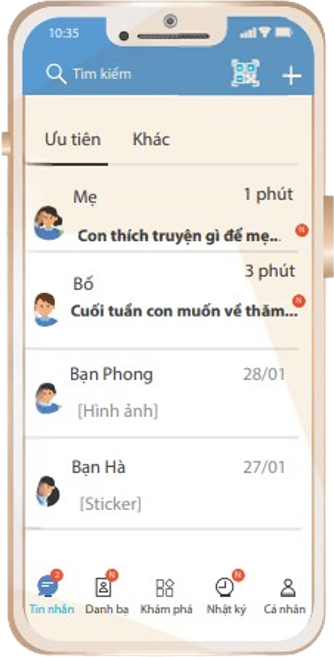 10:35
Tìm kiếm
Ưu tiên Khác
Mẹ 1 phút
Con thích truyện gì để mẹ... N
Bố 3 phút
Cuối tuần con muốn về thăm... N
Bạn Phong 28/01
[Hình ảnh]
Bạn Hà 27/01
[Sticker]
2 N N
Tin nhắn Danh bạ Khám phá Nhật ký Cá nhân